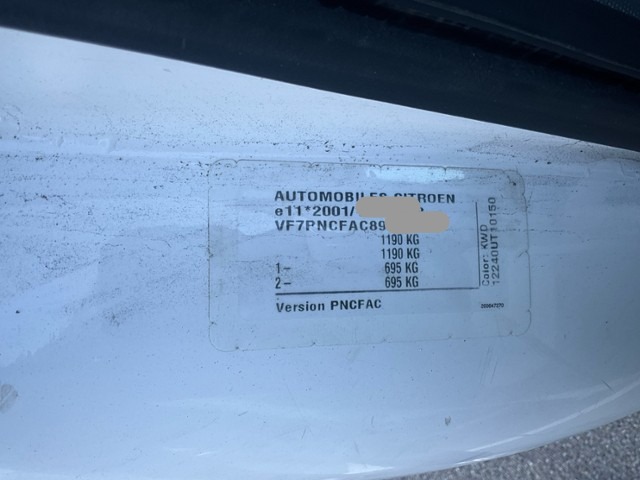 AUTOMOBILES CITROEN
e11*2001/
VF7PNCFAC89
1190 KG
1190 KG
1- 695 KG
2- 695 KG
Version PNCFAC
Color: KWD
12240UT10150